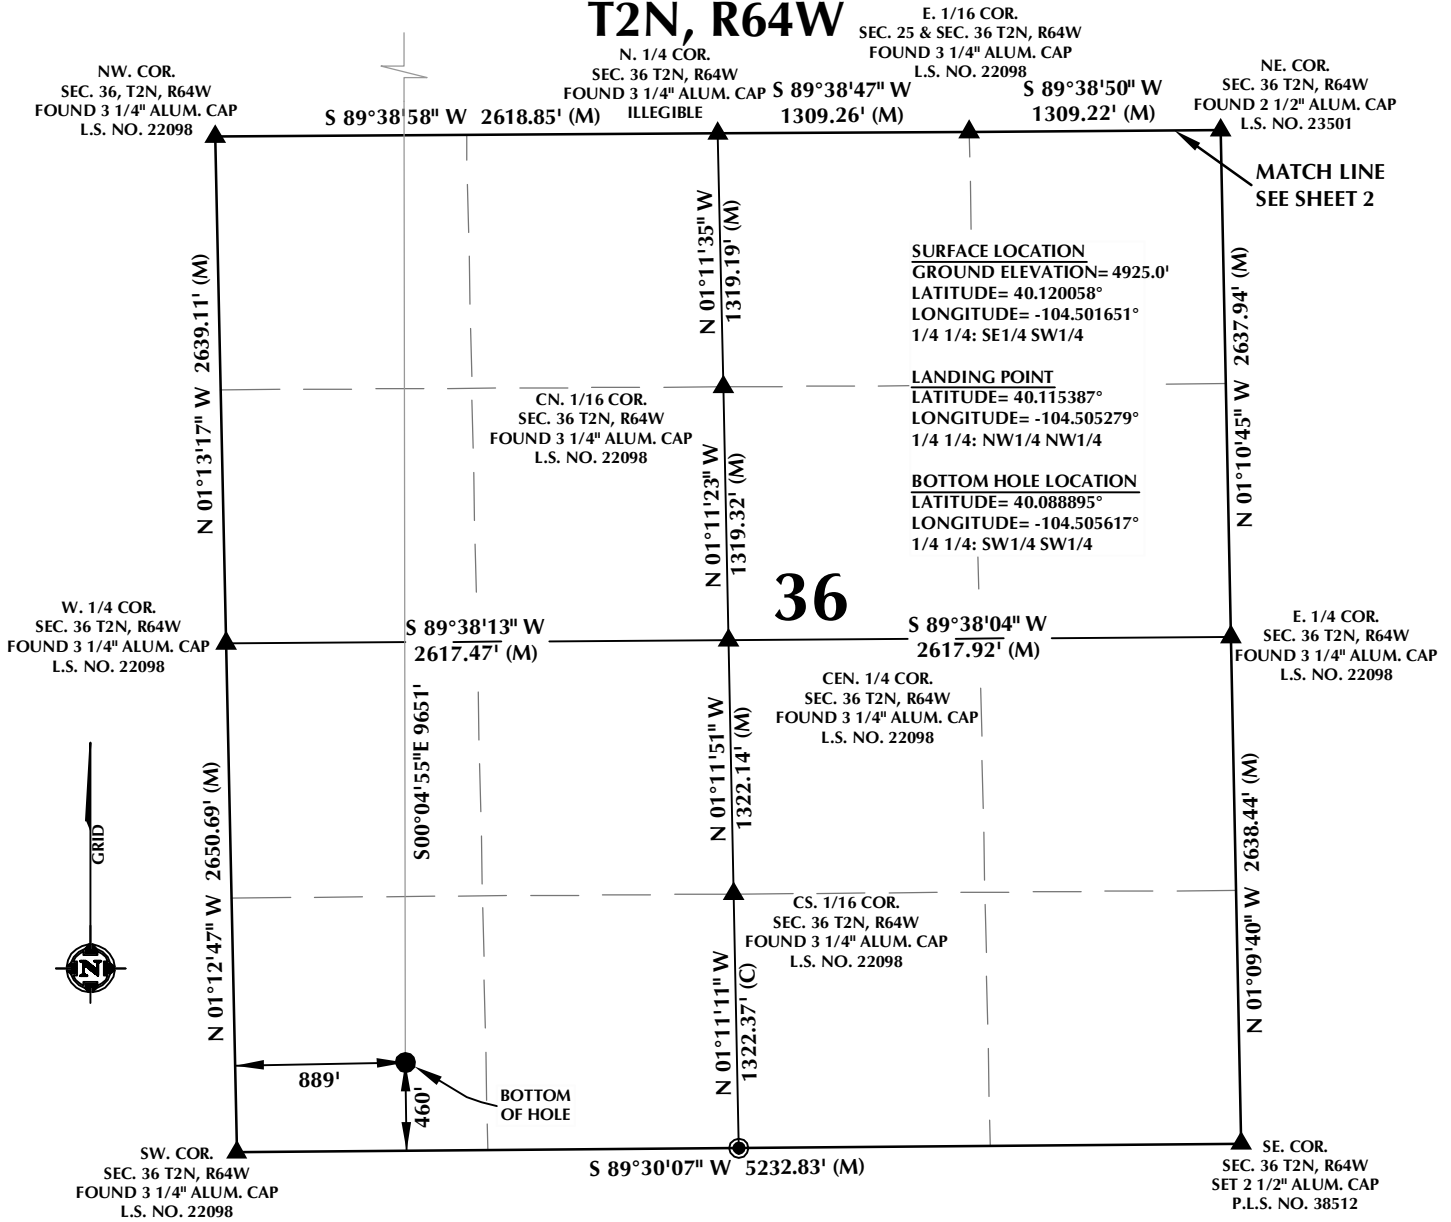 T2N, R64W
E. 1/16 COR.
SEC. 25 & SEC. 36 T2N, R64W
FOUND 3 1/4" ALUM. CAP
L.S. NO. 22098
NW. COR.
SEC. 36, T2N, R64W
FOUND 3 1/4" ALUM. CAP
L.S. NO. 22098
N. 1/4 COR.
SEC. 36 T2N, R64W
FOUND 3 1/4" ALUM. CAP
ILLEGIBLE
NE. COR.
SEC. 36 T2N, R64W
FOUND 2 1/2" ALUM. CAP
L.S. NO. 23501
S 89°38'58" W 2618.85' (M)
S 89°38'47" W
1309.26' (M)
S 89°38'50" W
1309.22' (M)
MATCH LINE
SEE SHEET 2
N 01°13'17" W 2639.11' (M)
N 01°11'35" W
1319.19' (M)
SURFACE LOCATION
GROUND ELEVATION= 4925.0'
LATITUDE= 40.120058°
LONGITUDE= -104.501651°
1/4 1/4: SE1/4 SW1/4
LANDING POINT
LATITUDE= 40.115387°
LONGITUDE= -104.505279°
1/4 1/4: NW1/4 NW1/4
BOTTOM HOLE LOCATION
LATITUDE= 40.088895°
LONGITUDE= -104.505617°
1/4 1/4: SW1/4 SW1/4
N 01°10'45" W 2637.94' (M)
CN. 1/16 COR.
SEC. 36 T2N, R64W
FOUND 3 1/4" ALUM. CAP
L.S. NO. 22098
N 01°11'23" W
1319.32' (M)
36
W. 1/4 COR.
SEC. 36 T2N, R64W
FOUND 3 1/4" ALUM. CAP
L.S. NO. 22098
S 89°38'13" W
2617.47' (M)
S 89°38'04" W
2617.92' (M)
E. 1/4 COR.
SEC. 36 T2N, R64W
FOUND 3 1/4" ALUM. CAP
L.S. NO. 22098
CEN. 1/4 COR.
SEC. 36 T2N, R64W
FOUND 3 1/4" ALUM. CAP
L.S. NO. 22098
S00°04'55"E 9651'
N 01°11'51" W
1322.14' (M)
GRID
N
N 01°12'47" W 2650.69' (M)
N 01°09'40" W 2638.44' (M)
CS. 1/16 COR.
SEC. 36 T2N, R64W
FOUND 3 1/4" ALUM. CAP
L.S. NO. 22098
N 01°11'11" W
1322.37' (C)
889'
460'
BOTTOM
OF HOLE
SW. COR.
SEC. 36 T2N, R64W
FOUND 3 1/4" ALUM. CAP
L.S. NO. 22098
S 89°30'07" W 5232.83' (M)
SE. COR.
SEC. 36 T2N, R64W
SET 2 1/2" ALUM. CAP
P.L.S. NO. 38512